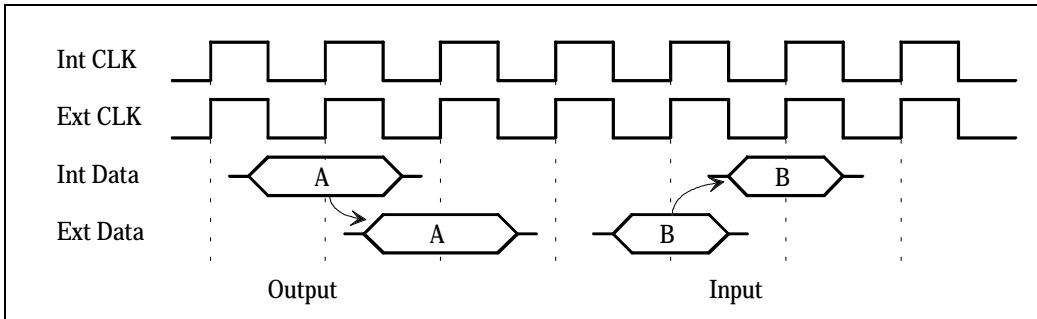 Int CLK
Ext CLK
Int Data
A
B
Ext Data
A
B
Output
Input